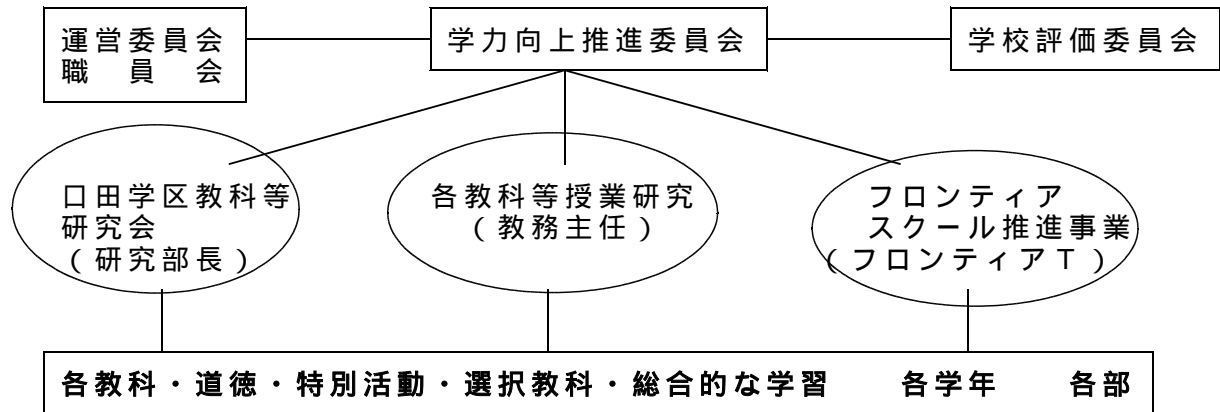 運営委員会
職　員　会
学力向上推進委員会
学校評価委員会
口田学区教科等
研究会
（研究部長）
各教科等授業研究
（教務主任）
フロンティア
スクール推進事業
（フロンティアＴ）
各教科・道徳・特別活動・選択教科・総合的な学習　　各学年　　各部